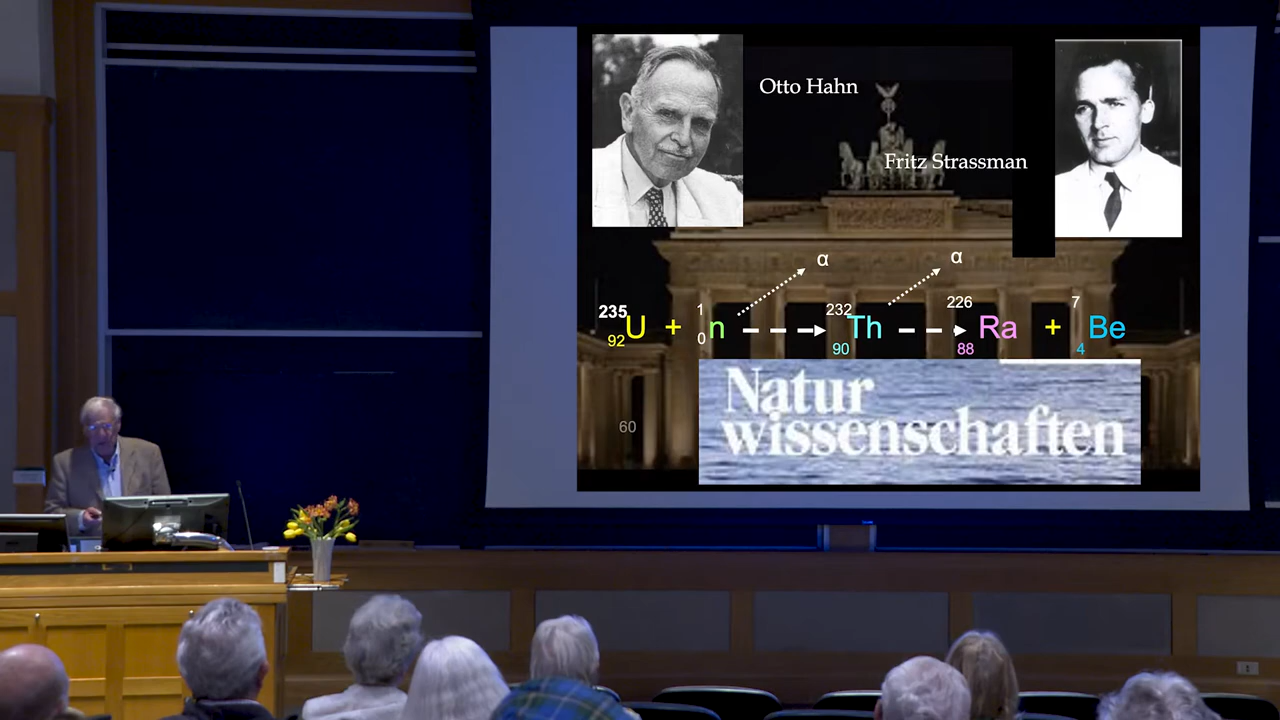 Otto Hahn
Fritz Strassman
α α
235 92 U + 1 0 n 232 90 Th 226 88 Ra + 7 4 Be
Natur
wissenschaften
60